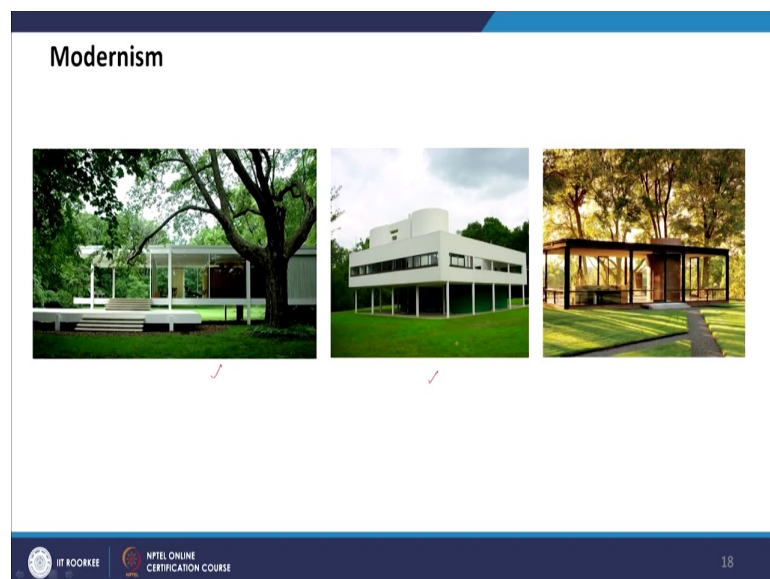 Modernism
IIT ROORKEE
NPTEL ONLINE
CERTIFICATION COURSE
18